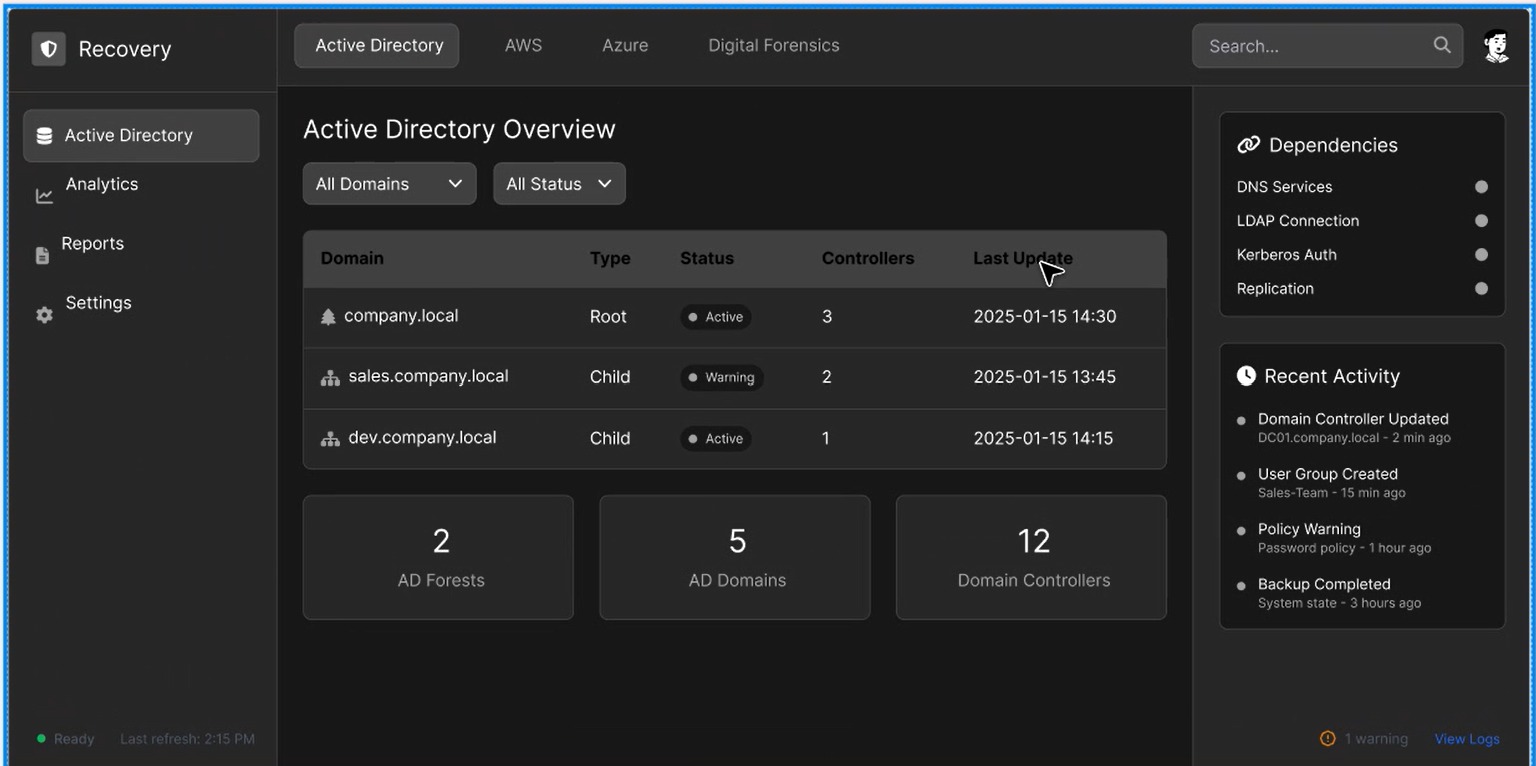 Recovery
Active Directory AWS Azure Digital Forensics
Search...
Active Directory
Analytics
Reports
Settings
Ready Last refresh: 2:15 PM
Active Directory Overview
All Domains All Status
Domain Type Status Controllers Last Update
company.local Root Active 3 2025-01-15 14:30
sales.company.local Child Warning 2 2025-01-15 13:45
dev.company.local Child Active 1 2025-01-15 14:15
2
AD Forests
5
AD Domains
12
Domain Controllers
Dependencies
DNS Services
LDAP Connection
Kerberos Auth
Replication
Recent Activity
Domain Controller Updated
DC01.company.local - 2 min ago
User Group Created
Sales-Team - 15 min ago
Policy Warning
Password policy - 1 hour ago
Backup Completed
System state - 3 hours ago
1 warning View Logs